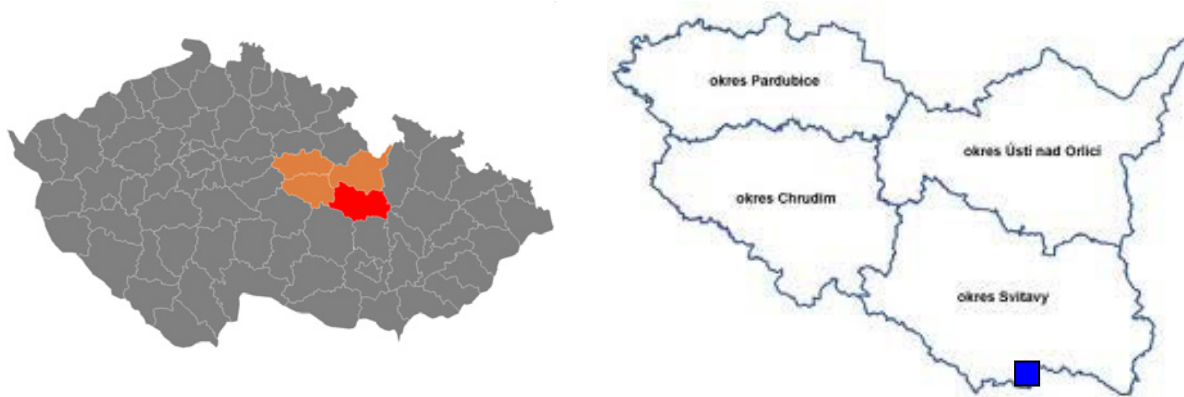 okres Pardubice
okres Ústí nad Orlicí
okres Chrudim
okres Svitavy